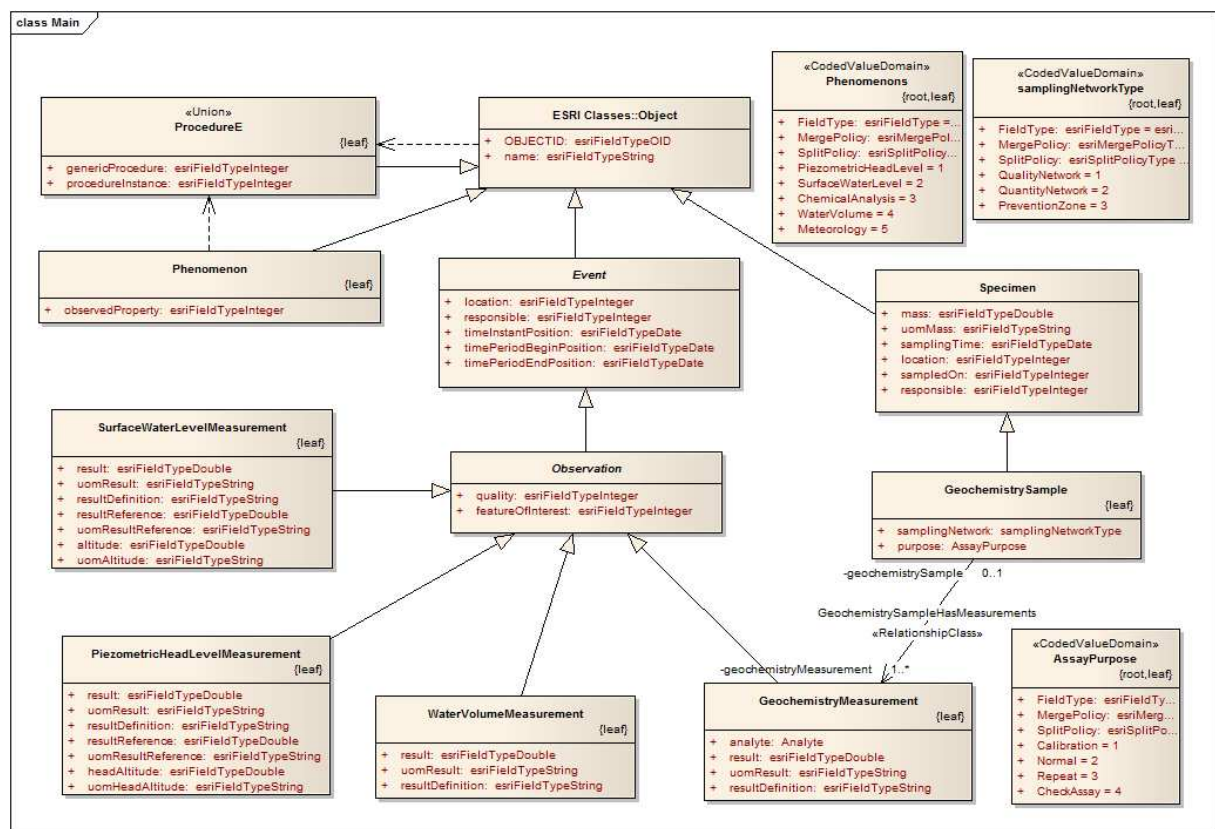 class Main
«Union»
ProcedureE
{leaf}
+ genericProcedure: esriFieldTypeInteger
+ procedureInstance: esriFieldTypeInteger
ESRI Classes::Object
+ OBJECTID: esriFieldTypeOID
+ name: esriFieldTypeString
«CodedValueDomain»
Phenomenons
{root,leaf}
+ FieldType: esriFieldType =...
+ MergePolicy: esriMergePol...
+ SplitPolicy: esriSplitPolicy...
+ PiezometricHeadLevel = 1
+ SurfaceWaterLevel = 2
+ ChemicalAnalysis = 3
+ WaterVolume = 4
+ Meteorology = 5
«CodedValueDomain»
samplingNetworkType
{root,leaf}
+ FieldType: esriFieldType = esri...
+ MergePolicy: esriMergePolicyT...
+ SplitPolicy: esriSplitPolicyType ...
+ QualityNetwork = 1
+ QuantityNetwork = 2
+ PreventionZone = 3
Phenomenon
{leaf}
+ observedProperty: esriFieldTypeInteger
Event
+ location: esriFieldTypeInteger
+ responsible: esriFieldTypeInteger
+ timeInstantPosition: esriFieldTypeDate
+ timePeriodBeginPosition: esriFieldTypeDate
+ timePeriodEndPosition: esriFieldTypeDate
Specimen
+ mass: esriFieldTypeDouble
+ uomMass: esriFieldTypeString
+ samplingTime: esriFieldTypeDate
+ location: esriFieldTypeInteger
+ sampledOn: esriFieldTypeInteger
+ responsible: esriFieldTypeInteger
SurfaceWaterLevelMeasurement
{leaf}
+ result: esriFieldTypeDouble
+ uomResult: esriFieldTypeString
+ resultDefinition: esriFieldTypeString
+ resultReference: esriFieldTypeDouble
+ uomResultReference: esriFieldTypeString
+ altitude: esriFieldTypeDouble
+ uomAltitude: esriFieldTypeString
Observation
+ quality: esriFieldTypeInteger
+ featureOfInterest: esriFieldTypeInteger
GeochemistrySample
{leaf}
+ samplingNetwork: samplingNetworkType
+ purpose: AssayPurpose
-geochemistrySample 0..1
GeochemistrySampleHasMeasurements
«RelationshipClass»
-geochemistryMeasurement 1..*
PiezometricHeadLevelMeasurement
{leaf}
+ result: esriFieldTypeDouble
+ uomResult: esriFieldTypeString
+ resultDefinition: esriFieldTypeString
+ resultReference: esriFieldTypeDouble
+ uomResultReference: esriFieldTypeString
+ headAltitude: esriFieldTypeDouble
+ uomHeadAltitude: esriFieldTypeString
WaterVolumeMeasurement
{leaf}
+ result: esriFieldTypeDouble
+ uomResult: esriFieldTypeString
+ resultDefinition: esriFieldTypeString
GeochemistryMeasurement
{leaf}
+ analyte: Analyte
+ result: esriFieldTypeDouble
+ uomResult: esriFieldTypeString
+ resultDefinition: esriFieldTypeString
«CodedValueDomain»
AssayPurpose
{root,leaf}
+ FieldType: esriFieldTy...
+ MergePolicy: esriMerg...
+ SplitPolicy: esriSplitPo...
+ Calibration = 1
+ Normal = 2
+ Repeat = 3
+ CheckAssay = 4